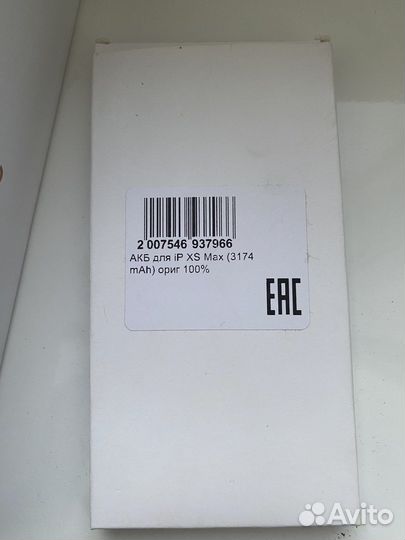 2 007546 937966
АКБ для iP XS Max (3174
mAh) ориг 100%
EAC
Avito